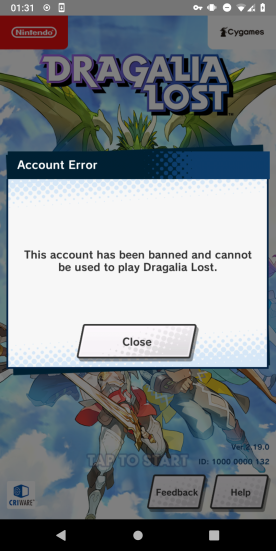 01:31
Nintendo
Cygames
DRAGALIA
LOST
Account Error
This account has been banned and cannot
be used to play Dragalia Lost.
Close
Ver.2.19.0
TAP TO START
ID: 1000 0000 132
Feedback
Help
CRIWARE